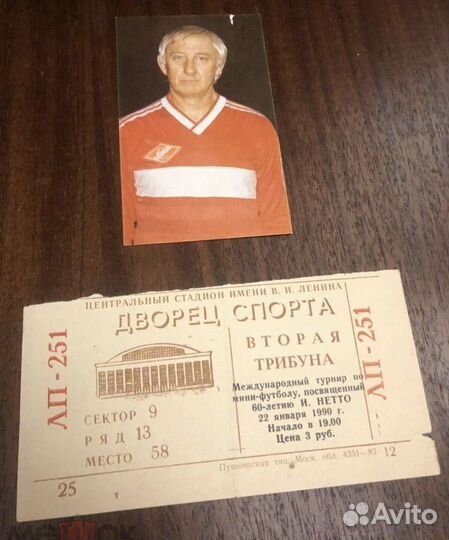 ЦЕНТРАЛЬНЫЙ СТАДИОН ИМЕНИ В. И. ЛЕНИНА
ДВОРЕЦ СПОРТА
ЛП-251
СЕКТОР 9
РЯД 13
МЕСТО 58
ВТОРАЯ
ТРИБУНА
Международный турнир по
мини-футболу, посвященный
60-летию И. НЕТТО
22 января 1990 г.
Начало в 19.00
Цена 3 руб.
ЛП-251
Пушкинская тип. Моск. обл. 4351—83 12
25 т
Avito